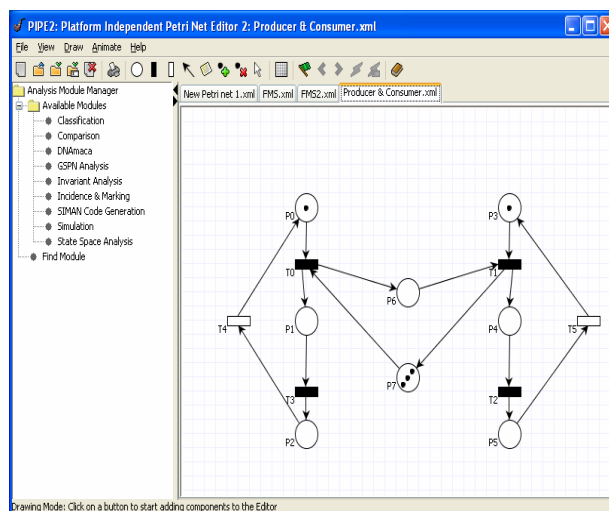 PIPE2: Platform Independent Petri Net Editor 2: Producer & Consumer.xml
File View Draw Animate Help
Analysis Module Manager
Available Modules
Classification
Comparison
DNAmaca
GSPN Analysis
Invariant Analysis
Incidence & Marking
SIMAN Code Generation
Simulation
State Space Analysis
Find Module
New Petri net 1.xml FMS.xml FMS2.xml Producer & Consumer.xml
P0 P3
T0 T1
P6
T4 P1 P4 T5
P7
T3 T2
P2 P5
Drawing Mode: Click on a button to start adding components to the Editor